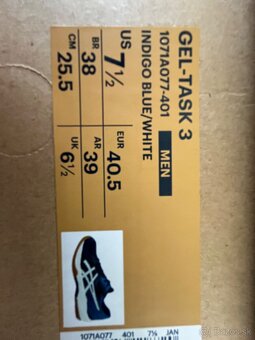 GEL-TASK 3
1071A077-401
INDIGO BLUE/WHITE
MEN
US 7½
EUR 40.5
BR 38
AR 39
CM 25.5
UK 6½
1071A077 401 7½ JAN